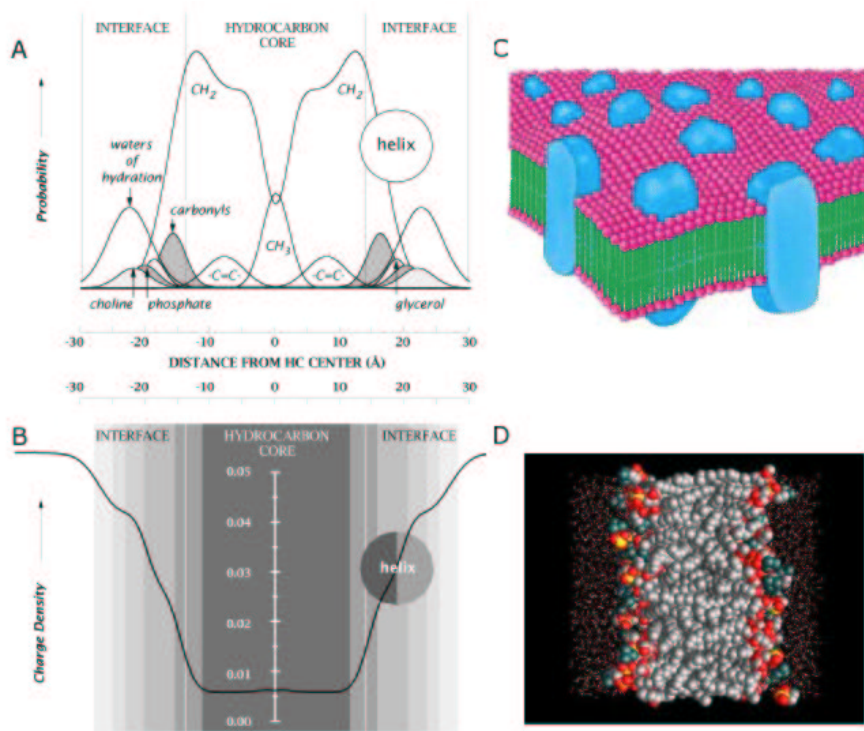 INTERFACE HYDROCARBON CORE INTERFACE
A
CH2
CH2
waters of hydration
helix
carbonyls
CH3
·C=C·
·C=C·
choline
phosphate
glycerol
Probability
-30 -20 -10 0 10 20 30
DISTANCE FROM HC CENTER (Å)
-30 -20 -10 0 10 20 30
B
INTERFACE HYDROCARBON CORE INTERFACE
0.05
0.04
0.03
helix
0.02
0.01
0.00
Charge Density
C
D